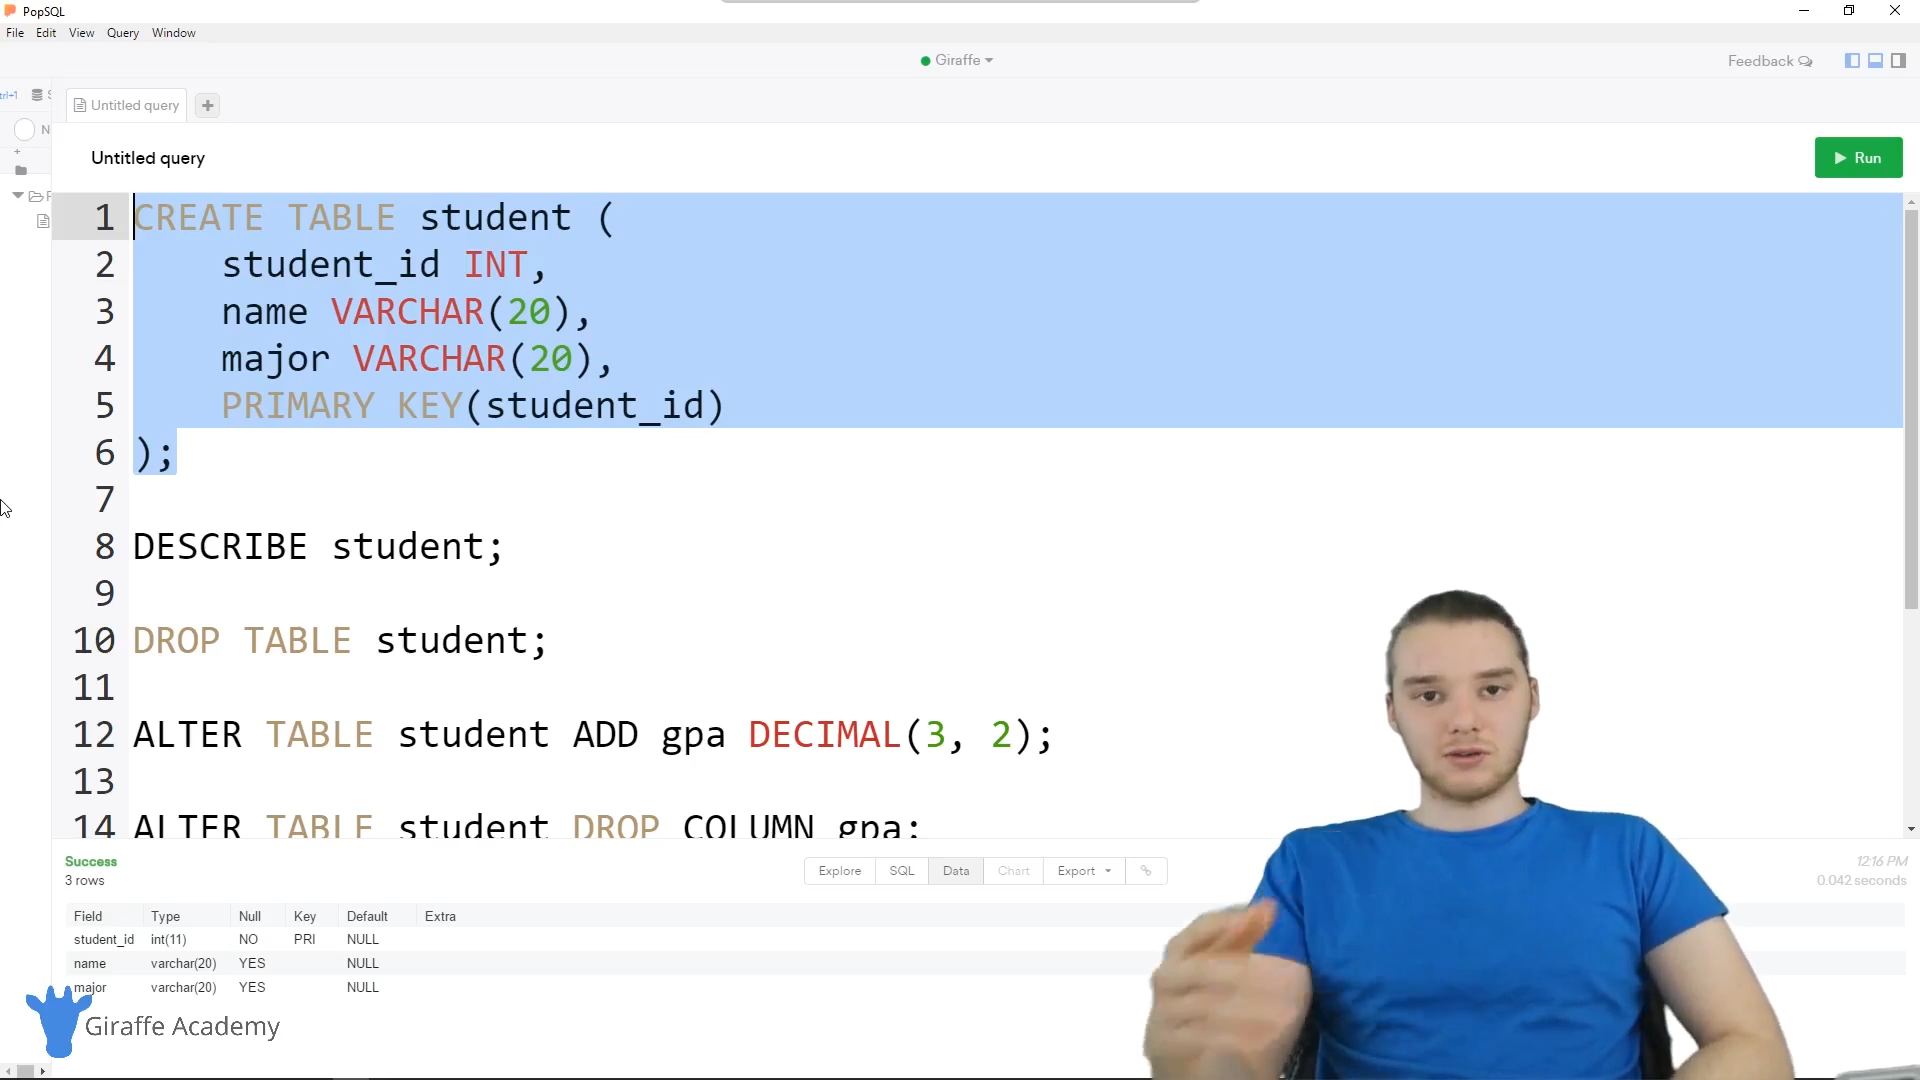 PopSQL
File Edit View Query Window
Giraffe
Feedback
trl+1 S
Untitled query +
N
+
Untitled query
Run
1 CREATE TABLE student (
2 student_id INT,
3 name VARCHAR(20),
4 major VARCHAR(20),
5 PRIMARY KEY(student_id)
6 );
7
8 DESCRIBE student;
9
10 DROP TABLE student;
11
12 ALTER TABLE student ADD gpa DECIMAL(3, 2);
13
14 ALTER TABLE student DROP COLUMN gpa;
Success
3 rows
Explore SQL Data Chart Export
12:16 PM
0.042 seconds
Field Type Null Key Default Extra
student_id int(11) NO PRI NULL
name varchar(20) YES NULL
major varchar(20) YES NULL
Giraffe Academy